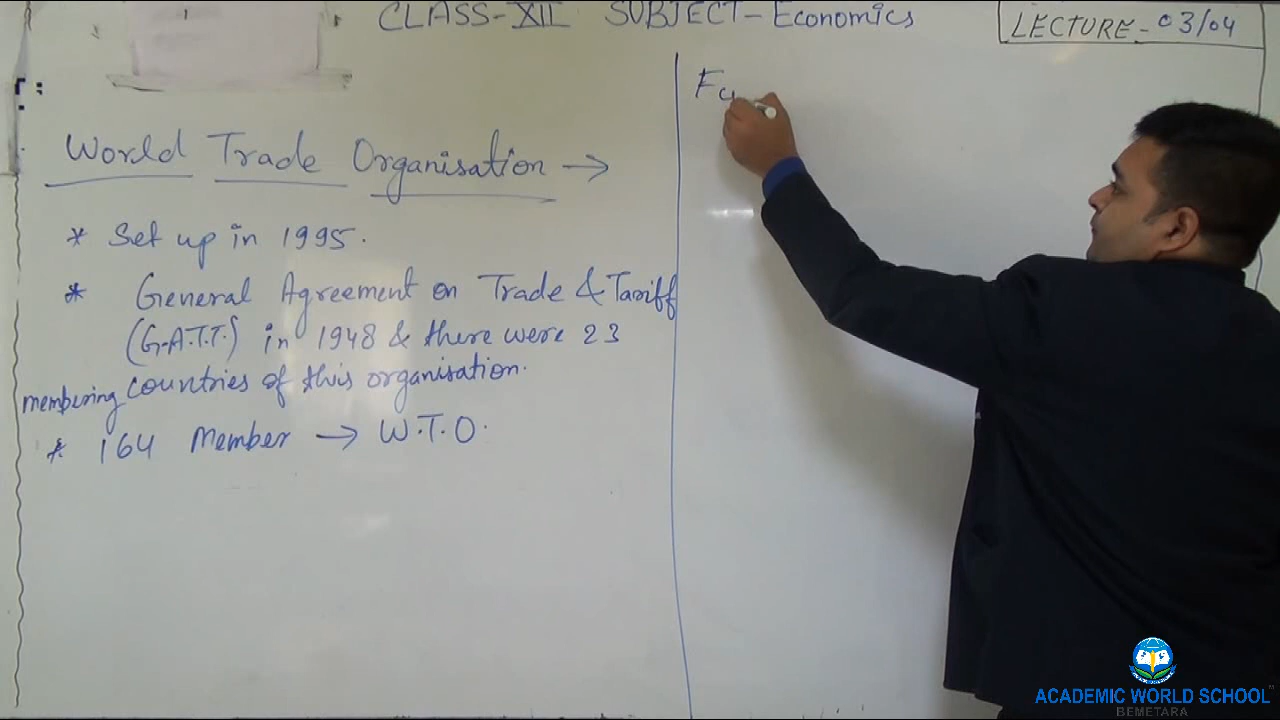 CLASS-XII SUBJECT-Economics
LECTURE-03/04
World Trade Organisation →
* Set up in 1995.
* General Agreement on Trade & Tariff
(G.A.T.T.) in 1948 & there were 23
membering countries of this organisation.
* 164 Member → W.T.O.
Fu
ACADEMIC WORLD SCHOOL
BEMETARA